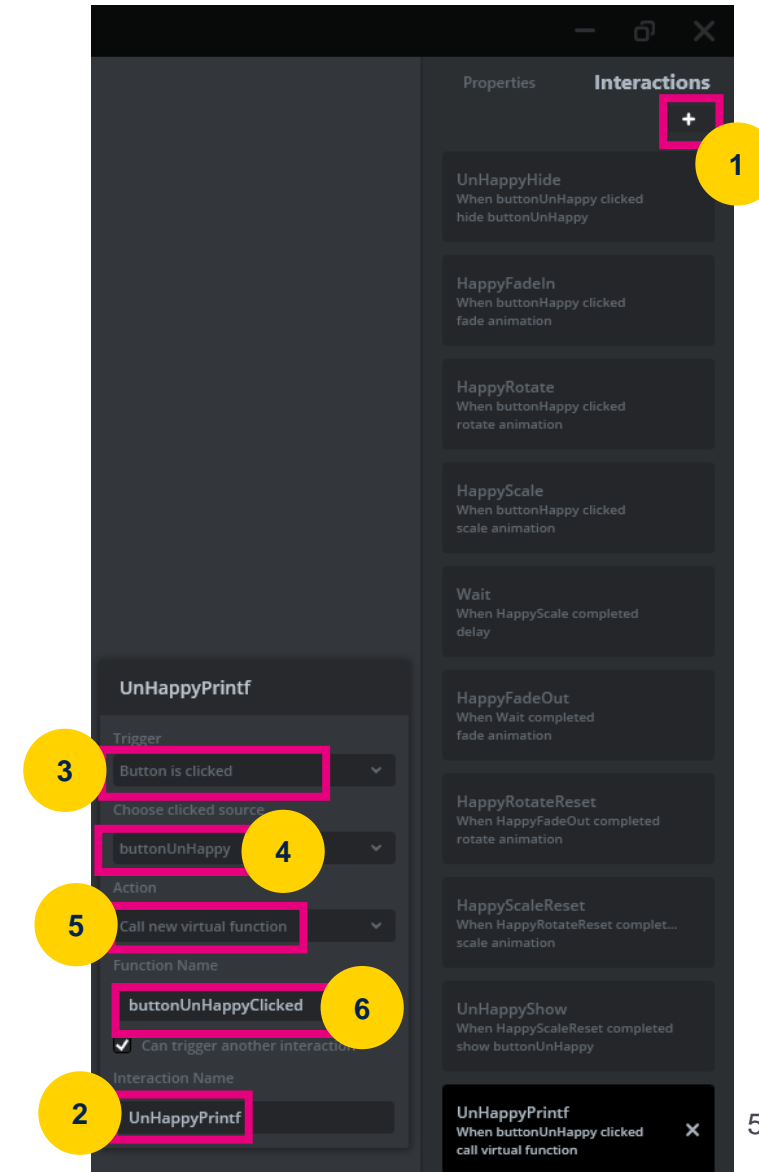 Properties
Interactions
+
1
UnHappyHide
When buttonUnHappy clicked
hide buttonUnHappy
HappyFadeIn
When buttonHappy clicked
fade animation
HappyRotate
When buttonHappy clicked
rotate animation
HappyScale
When buttonHappy clicked
scale animation
Wait
When HappyScale completed
delay
HappyFadeOut
When Wait completed
fade animation
HappyRotateReset
When HappyFadeOut completed
rotate animation
HappyScaleReset
When HappyRotateReset complet...
scale animation
UnHappyShow
When HappyScaleReset completed
show buttonUnHappy
UnHappyPrintf
When buttonUnHappy clicked
call virtual function
5
UnHappyPrintf
Trigger
3
Button is clicked
Choose clicked source
buttonUnHappy
4
Action
5
Call new virtual function
Function Name
buttonUnHappyClicked
6
Can trigger another interaction
Interaction Name
2
UnHappyPrintf